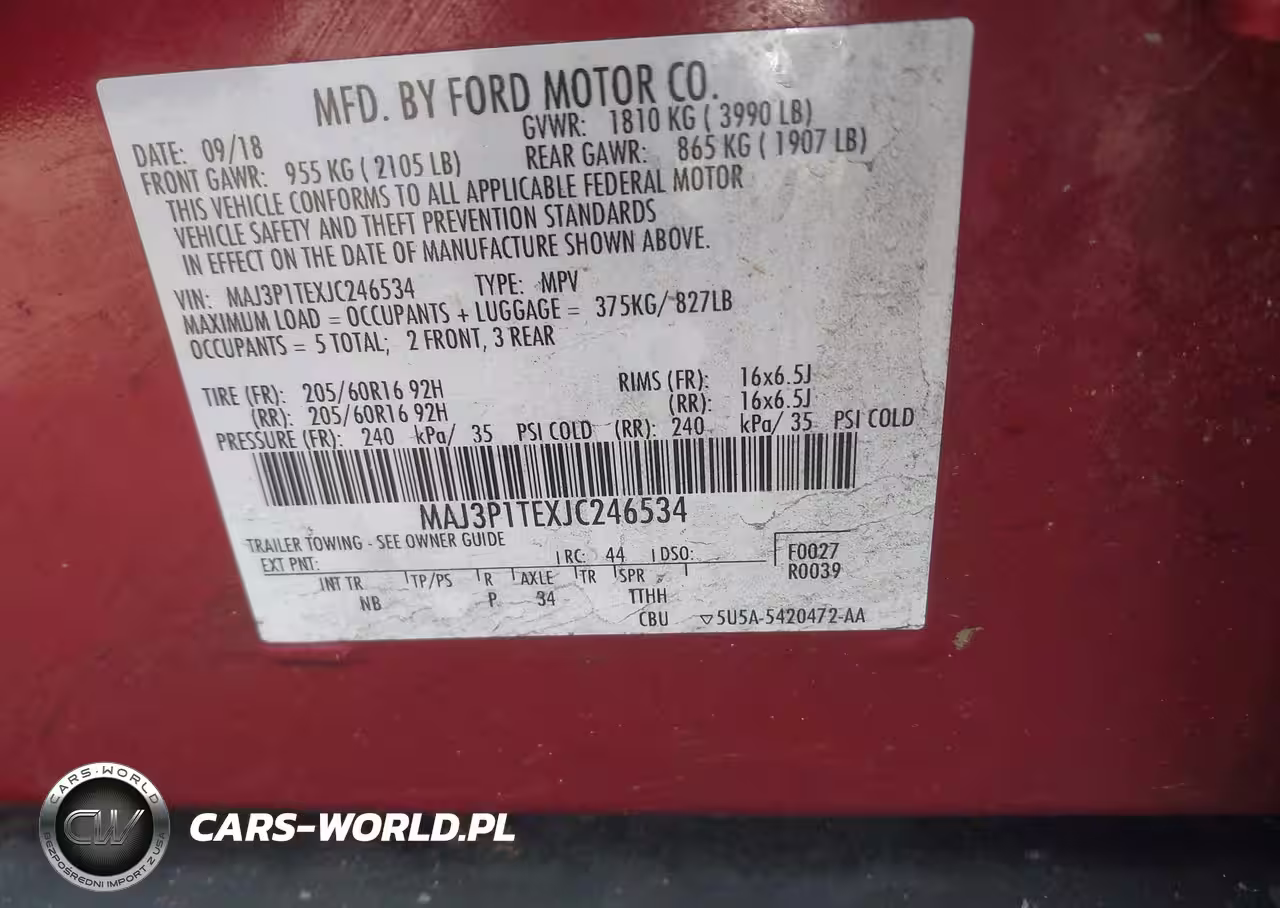 MFD. BY FORD MOTOR CO.
DATE: 09/18
GVWR: 1810 KG ( 3990 LB)
FRONT GAWR: 955 KG ( 2105 LB)
REAR GAWR: 865 KG ( 1907 LB)
THIS VEHICLE CONFORMS TO ALL APPLICABLE FEDERAL MOTOR
VEHICLE SAFETY AND THEFT PREVENTION STANDARDS
IN EFFECT ON THE DATE OF MANUFACTURE SHOWN ABOVE.
VIN: MAJ3P1TEXJC246534 TYPE: MPV
MAXIMUM LOAD = OCCUPANTS + LUGGAGE = 375KG/ 827LB
OCCUPANTS = 5 TOTAL; 2 FRONT, 3 REAR
TIRE (FR): 205/60R16 92H RIMS (FR): 16x6.5J
(RR): 205/60R16 92H (RR): 16x6.5J
PRESSURE (FR): 240 kPa/ 35 PSI COLD (RR): 240 kPa/ 35 PSI COLD
MAJ3P1TEXJC246534
TRAILER TOWING - SEE OWNER GUIDE
EXT PNT: RC: 44 DSO: F0027
R0039
INT TR TP/PS R AXLE TR SPR
NB P 34 TTHH
CBU 5U5A-5420472-AA
CARS-WORLD
CW
BEZPOŚREDNI IMPORT Z USA
CARS-WORLD.PL